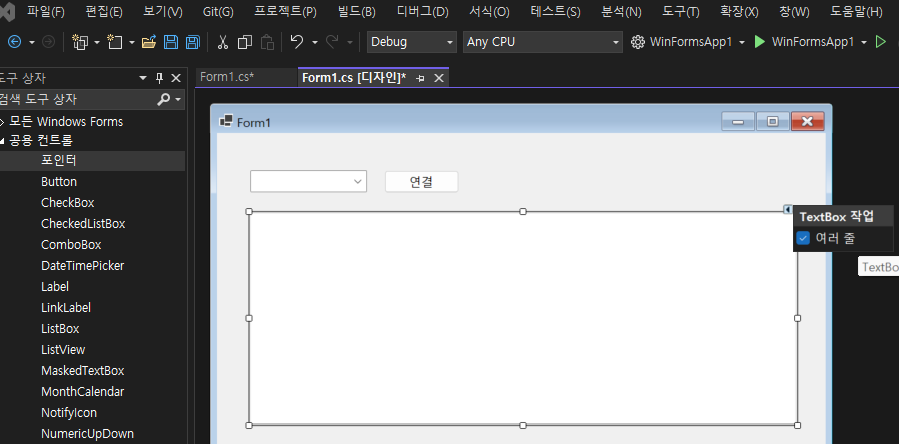 파일(F) 편집(E) 보기(V) Git(G) 프로젝트(P) 빌드(B) 디버그(D) 서식(O) 테스트(S) 분석(N) 도구(T) 확장(X) 창(W) 도움말(H)
Debug Any CPU WinFormsApp1 WinFormsApp1
도구 상자
Form1.cs* Form1.cs [디자인]*
검색 도구 상자
모든 Windows Forms
공용 컨트롤
포인터
Button
CheckBox
CheckedListBox
ComboBox
DateTimePicker
Label
LinkLabel
ListBox
ListView
MaskedTextBox
MonthCalendar
NotifyIcon
NumericUpDown
Form1
연결
TextBox 작업
여러 줄
TextBo